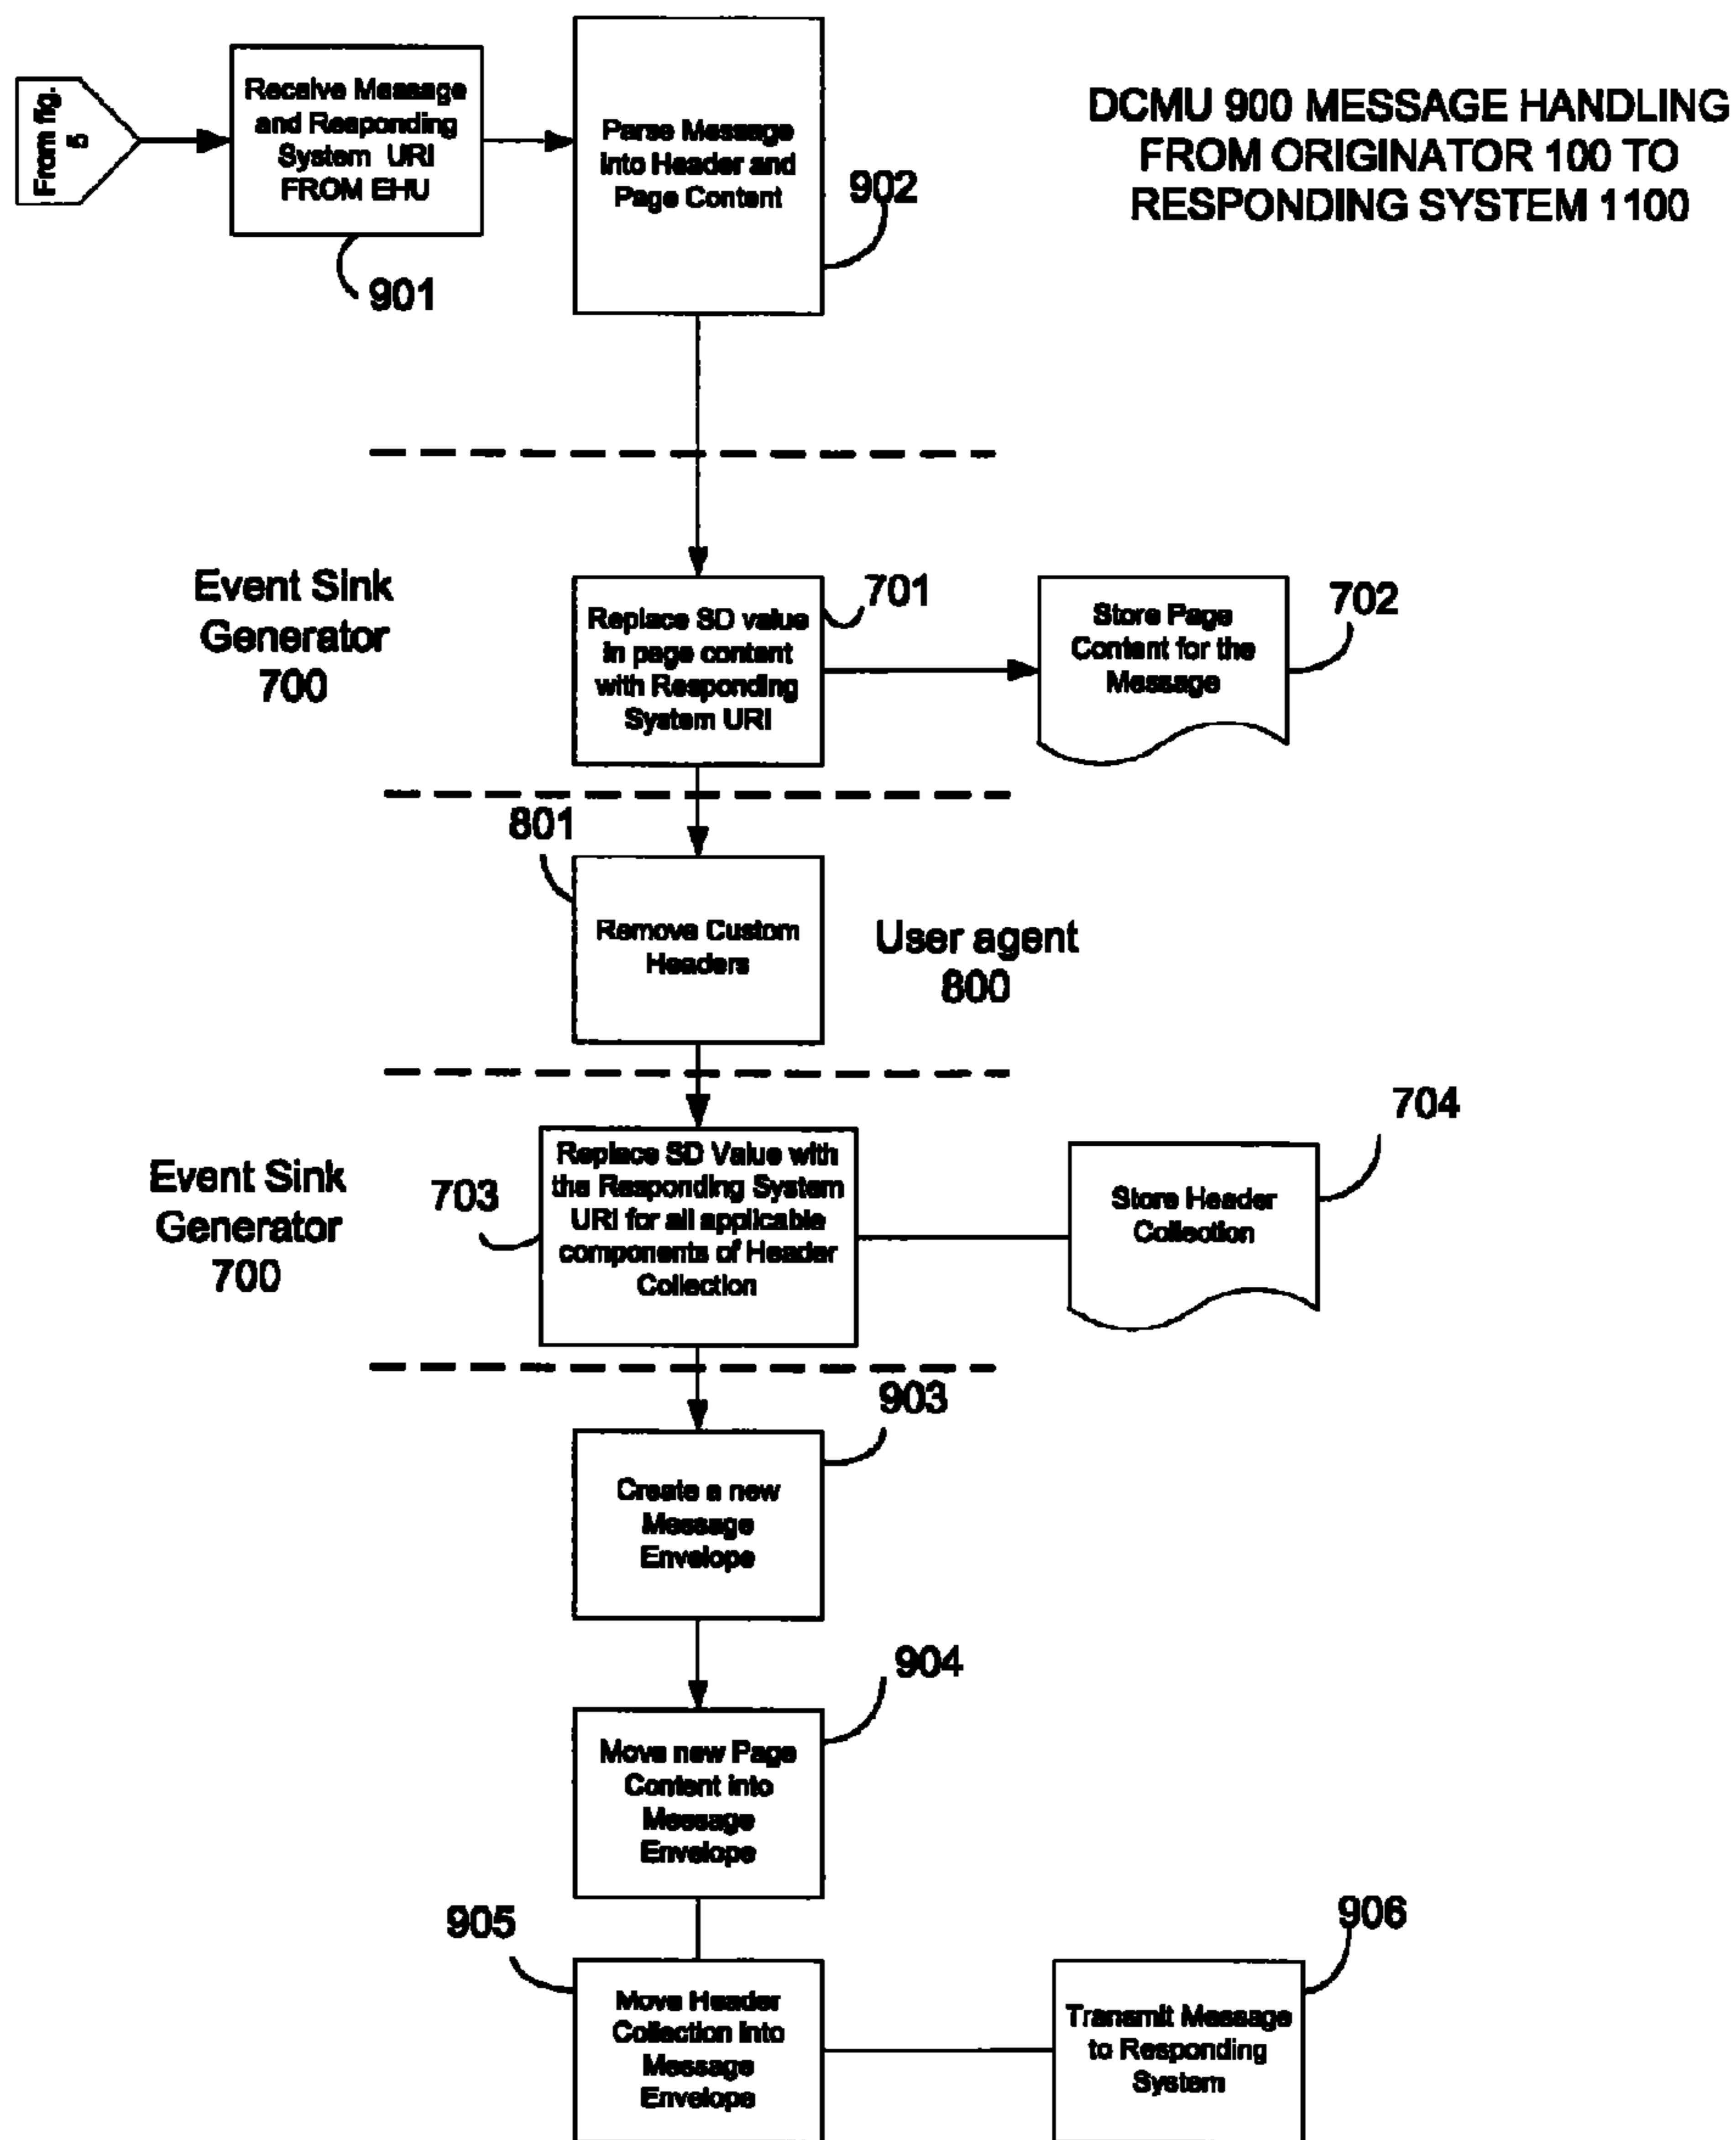 From fig.
5
Receive Message
and Responding
System URI
FROM EHU
901
Parse Message
into Header and
Page Content
902
DCMU 900 MESSAGE HANDLING
FROM ORIGINATOR 100 TO
RESPONDING SYSTEM 1100
Event Sink
Generator
700
Replace SD value
in page content
with Responding
System URI
701
Store Page
Content for the
Message
702
801
Remove Custom
Headers
User agent
800
Event Sink
Generator
700
703
Replace SD Value with
the Responding System
URI for all applicable
components of Header
Collection
Store Header
Collection
704
903
Create a new
Message
Envelope
904
Move new Page
Content into
Message
Envelope
905
Move Header
Collection into
Message
Envelope
906
Transmit Message
to Responding
System